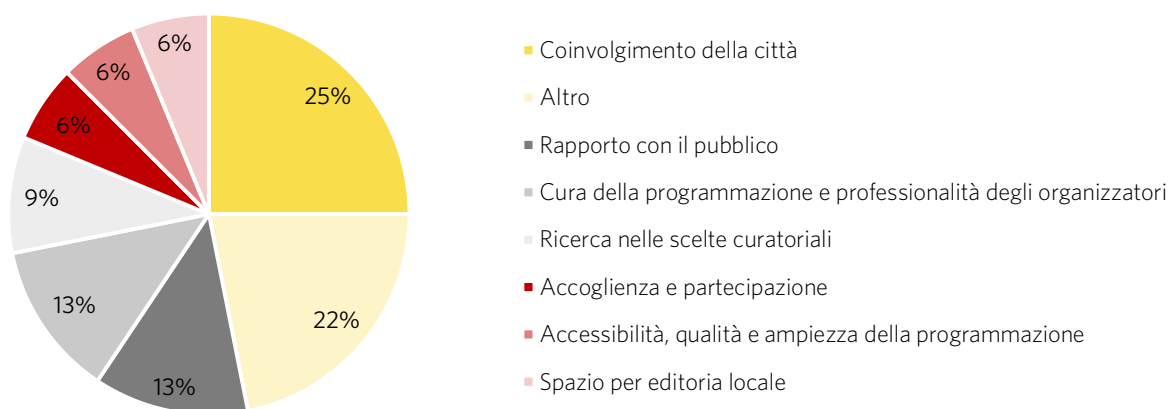 6%
25%
6%
6%
9%
13%
13%
22%
Coinvolgimento della città
Altro
Rapporto con il pubblico
Cura della programmazione e professionalità degli organizzatori
Ricerca nelle scelte curatoriali
Accoglienza e partecipazione
Accessibilità, qualità e ampiezza della programmazione
Spazio per editoria locale